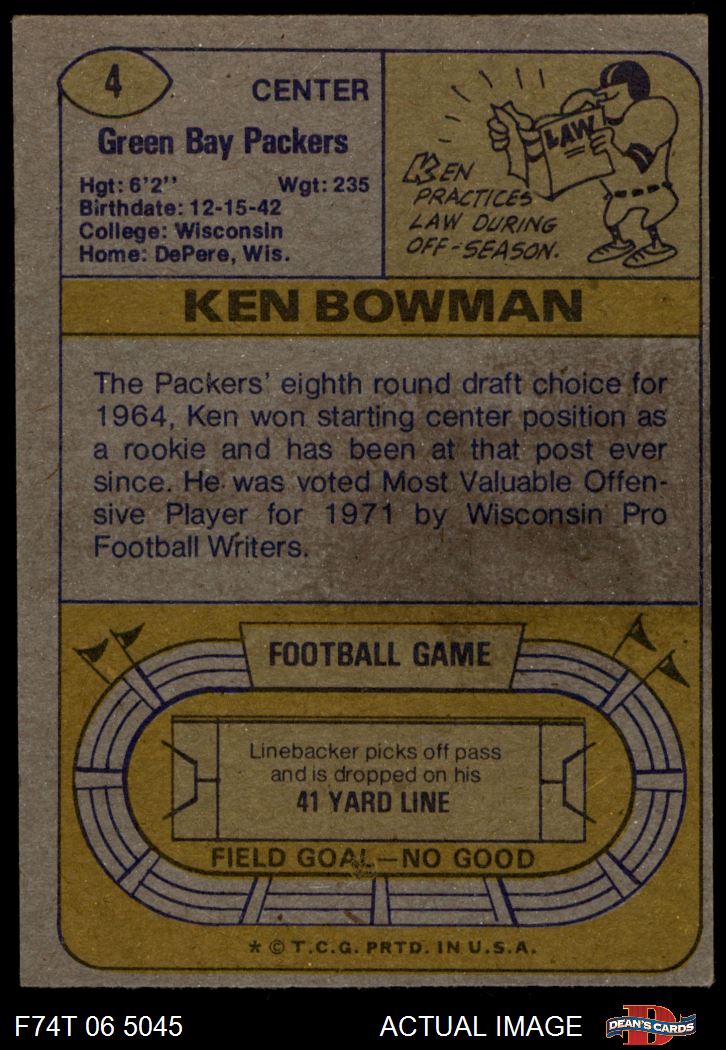 4
CENTER
Green Bay Packers
Hgt: 6'2" Wgt: 235
Birthdate: 12-15-42
College: Wisconsin
Home: DePere, Wis.
LAW
KEN
PRACTICES
LAW DURING
OFF-SEASON.
KEN BOWMAN
The Packers' eighth round draft choice for
1964, Ken won starting center position as
a rookie and has been at that post ever
since. He was voted Most Valuable Offen-
sive Player for 1971 by Wisconsin Pro
Football Writers.
FOOTBALL GAME
Linebacker picks off pass
and is dropped on his
41 YARD LINE
FIELD GOAL—NO GOOD
* © T.C.G. PRTD. IN U.S.A.
F74T 06 5045 ACTUAL IMAGE
DEAN'S CARDS